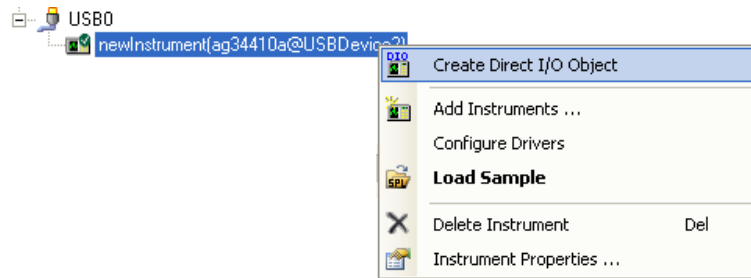 USB0
newInstrument(ag34410a@USBDevice2)
DIO
Create Direct I/O Object
Add Instruments ...
Configure Drivers
SPL
Load Sample
Delete Instrument Del
Instrument Properties ...